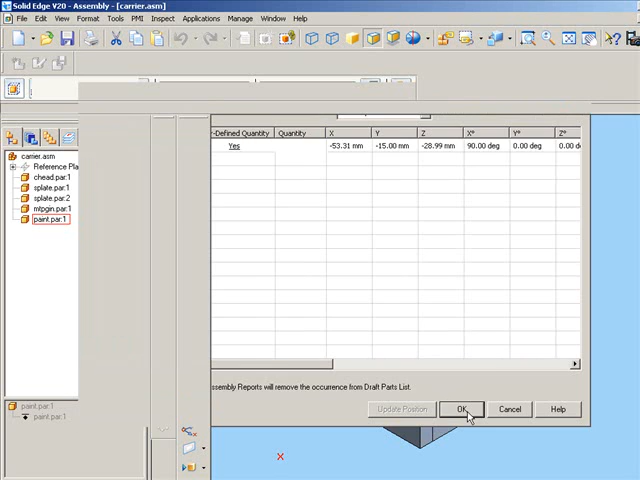 Solid Edge V20 - Assembly - [carrier.asm]
File Edit View Format Tools PMI Inspect Applications Manage Window Help
r-Defined Quantity Quantity X Y Z X° Y° Z°
Yes -53.31 mm -15.00 mm -28.99 mm 90.00 deg 0.00 deg 0.00 d
carrier.asm
Reference Pla
chead.par:1
splate.par:1
splate.par:2
mtpgin.par:1
paint.par:1
ssembly Reports will remove the occurrence from Draft Parts List.
Update Position OK Cancel Help
paint.par:1
paint.par:1